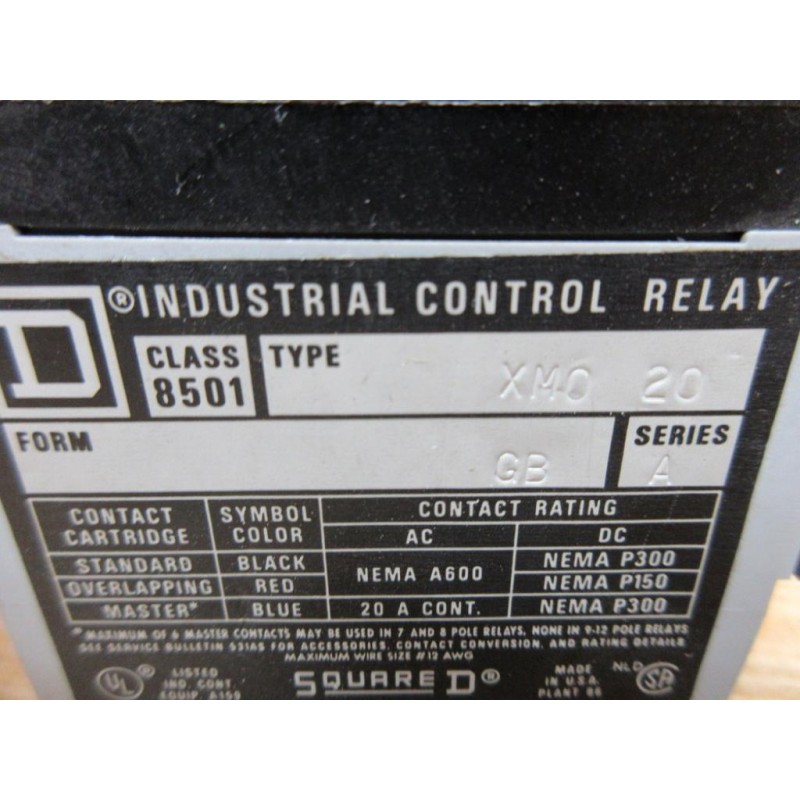 D ® INDUSTRIAL CONTROL RELAY
CLASS 8501 TYPE XMO 20
FORM GB SERIES A
CONTACT CARTRIDGE SYMBOL COLOR CONTACT RATING
AC DC
STANDARD BLACK NEMA A600 NEMA P300
OVERLAPPING RED NEMA P150
MASTER* BLUE 20 A CONT. NEMA P300
*MAXIMUM OF 6 MASTER CONTACTS MAY BE USED IN 7 AND 8 POLE RELAYS. NONE IN 9-12 POLE RELAYS
SEE SERVICE BULLETIN 531AS FOR ACCESSORIES, CONTACT CONVERSION, AND RATING DETAILS
MAXIMUM WIRE SIZE #12 AWG
UL ® LISTED IND. CONT. EQUIP. A159
SQUARE D ®
MADE IN U.S.A. PLANT 86
NLD SA ®